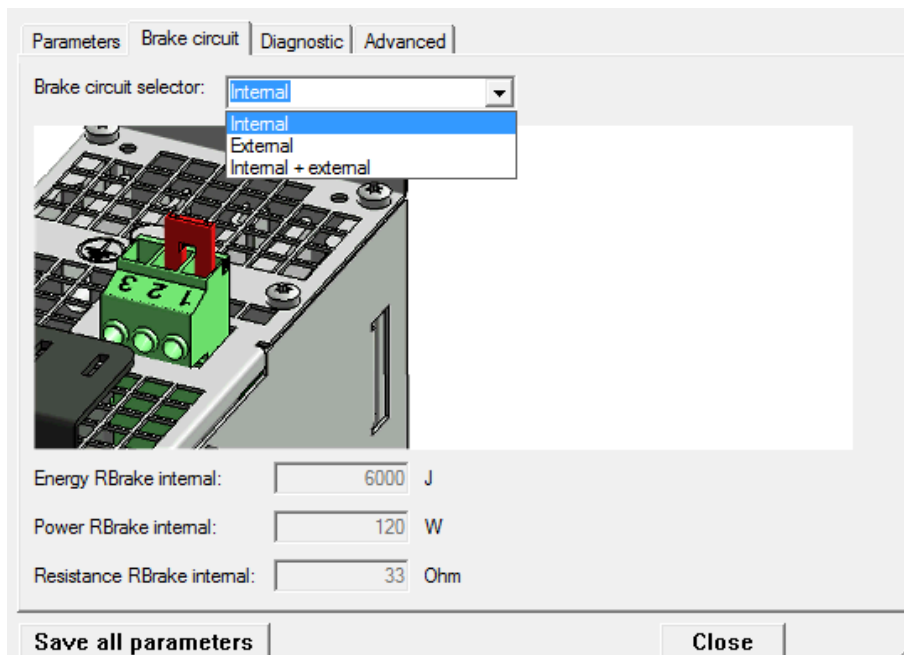 Parameters Brake circuit Diagnostic Advanced
Brake circuit selector: Internal
Internal
External
Internal + external
3 2 1
Energy RBrake internal: 6000 J
Power RBrake internal: 120 W
Resistance RBrake internal: 33 Ohm
Save all parameters Close